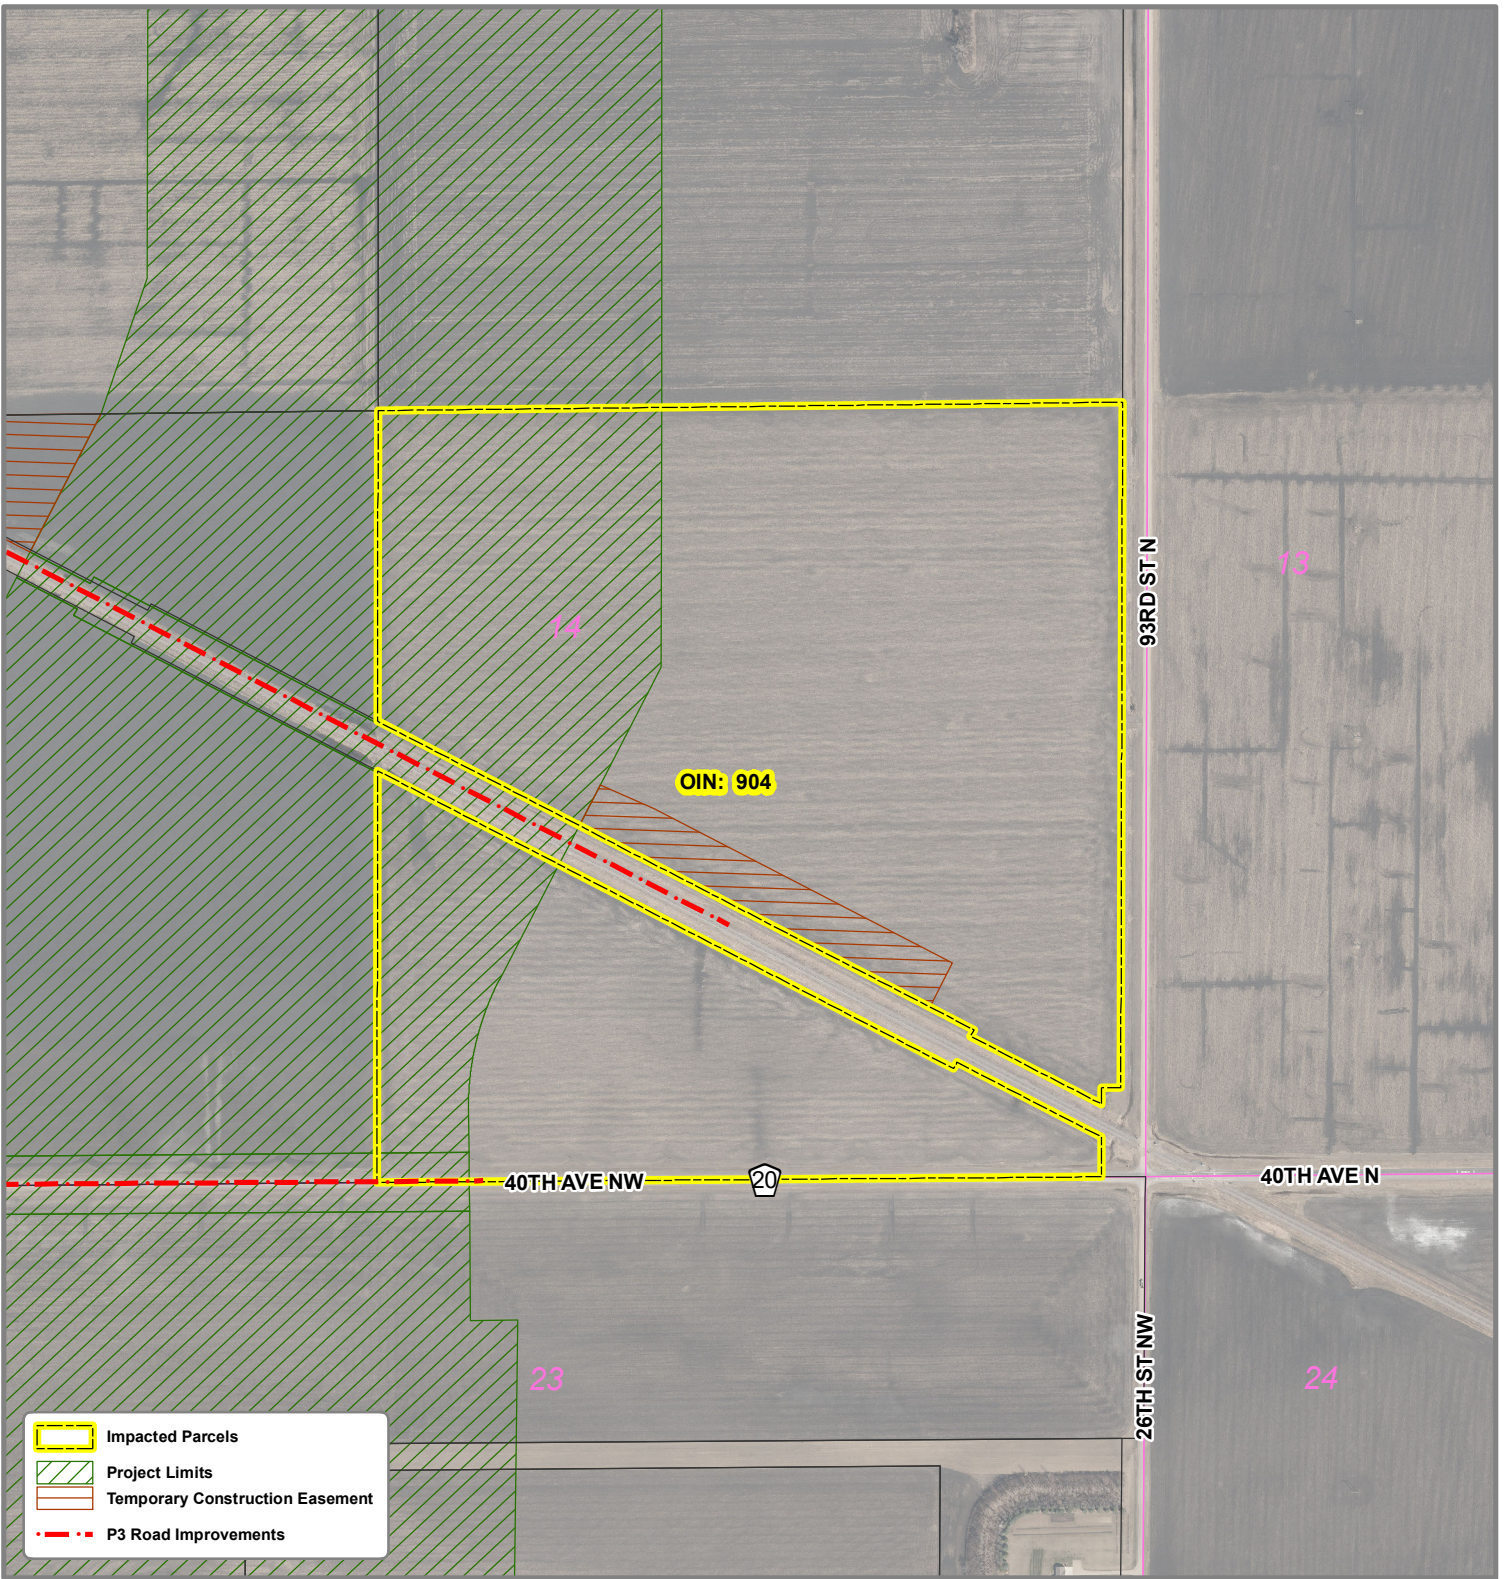 13
93RD ST N
14
OIN: 904
40TH AVE NW
20
40TH AVE N
26TH ST NW
23
24
Impacted Parcels
Project Limits
Temporary Construction Easement
P3 Road Improvements